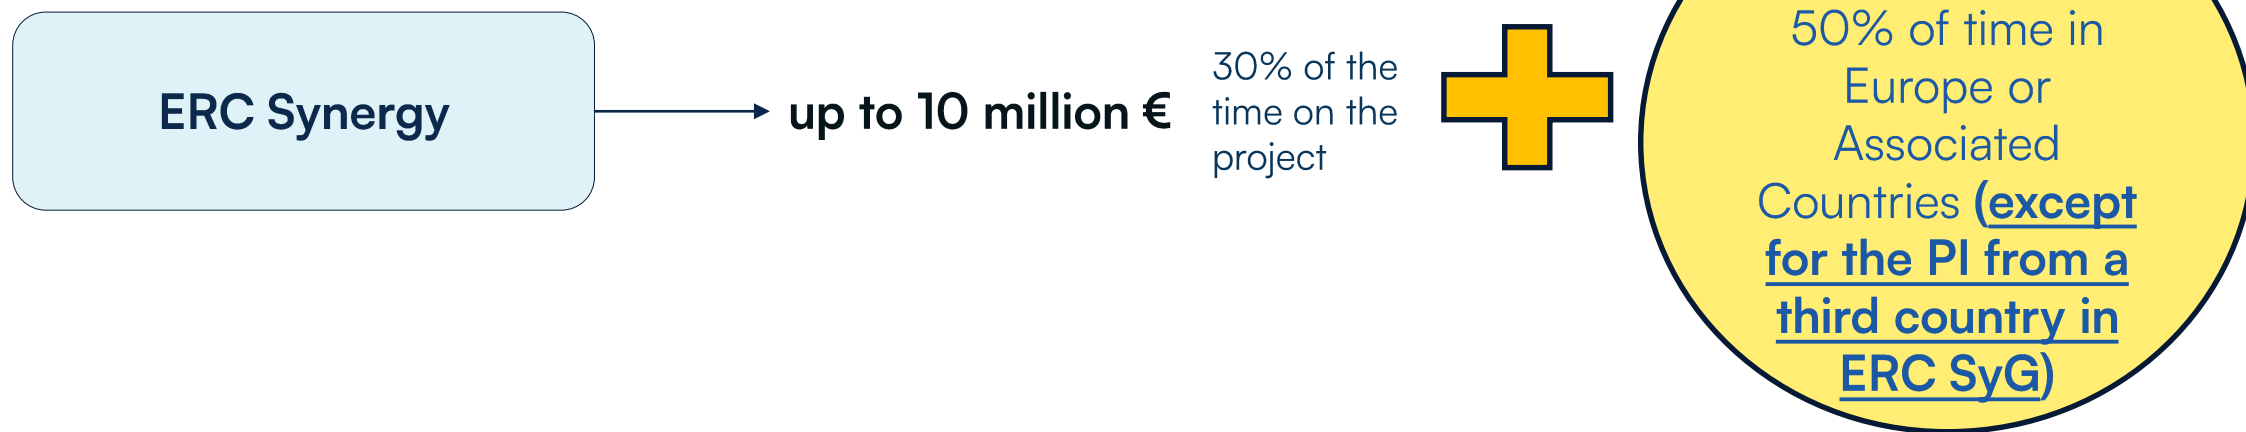 ERC Synergy
up to 10 million €
30% of the
time on the
project
50% of time in
Europe or
Associated
Countries (except
for the PI from a
third country in
ERC SyG)